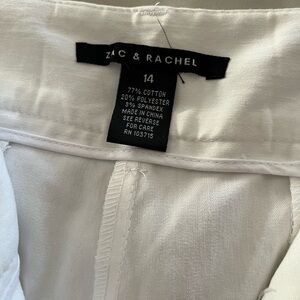 ZAC & RACHEL
14
77% COTTON
20% POLYESTER
3% SPANDEX
MADE IN CHINA
SEE REVERSE
FOR CARE
RN 103715